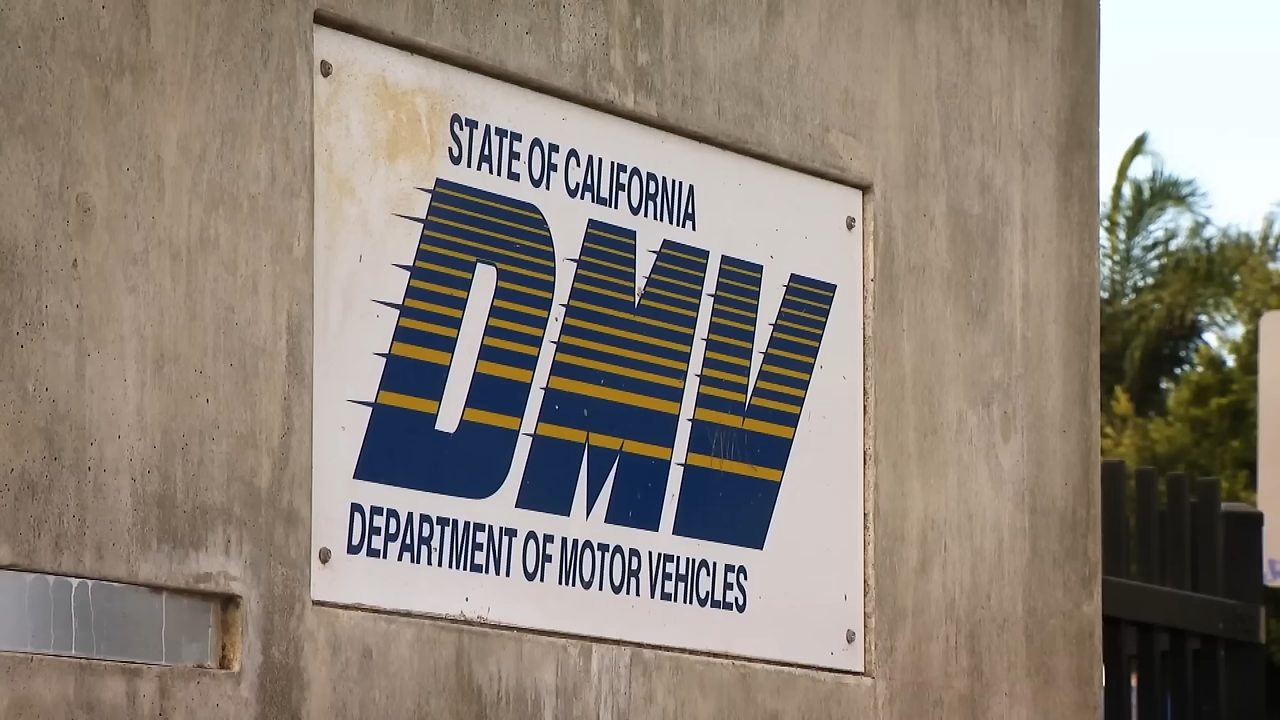 STATE OF CALIFORNIA
DMV
DEPARTMENT OF MOTOR VEHICLES